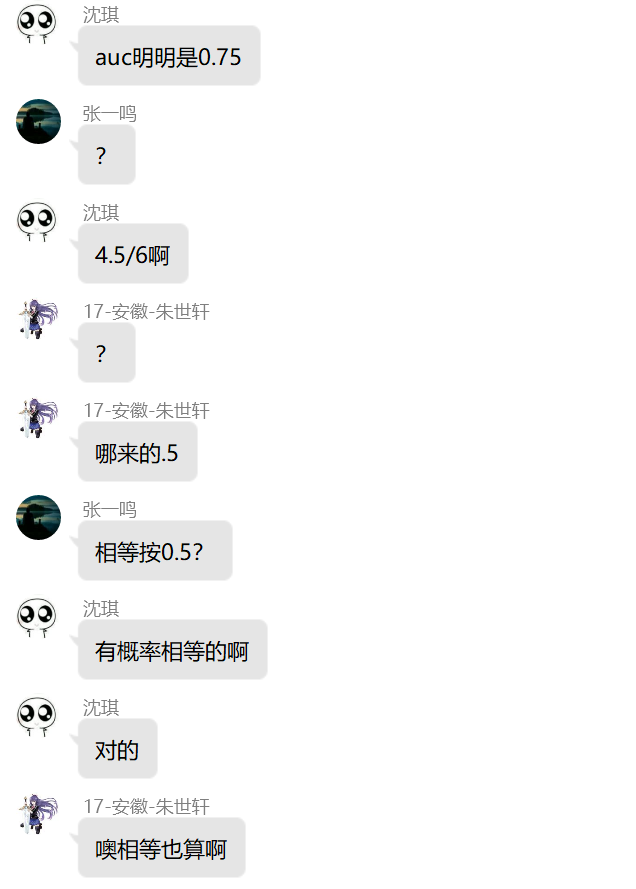 沈琪
auc明明是0.75
张一鸣
？
沈琪
4.5/6啊
17-安徽-朱世轩
？
17-安徽-朱世轩
哪来的.5
张一鸣
相等按0.5？
沈琪
有概率相等的啊
沈琪
对的
17-安徽-朱世轩
噢相等也算啊